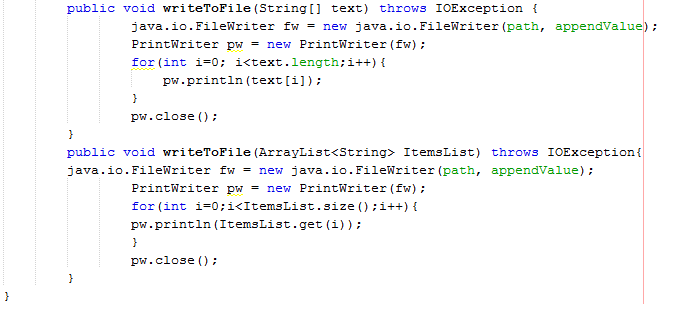 public void writeToFile(String[] text) throws IOException {
java.io.FileWriter fw = new java.io.FileWriter(path, appendValue);
PrintWriter pw = new PrintWriter(fw);
for(int i=0; i<text.length;i++){
pw.println(text[i]);
}
pw.close();
}
public void writeToFile(ArrayList<String> ItemsList) throws IOException{
java.io.FileWriter fw = new java.io.FileWriter(path, appendValue);
PrintWriter pw = new PrintWriter(fw);
for(int i=0;i<ItemsList.size();i++){
pw.println(ItemsList.get(i));
}
pw.close();
}
}